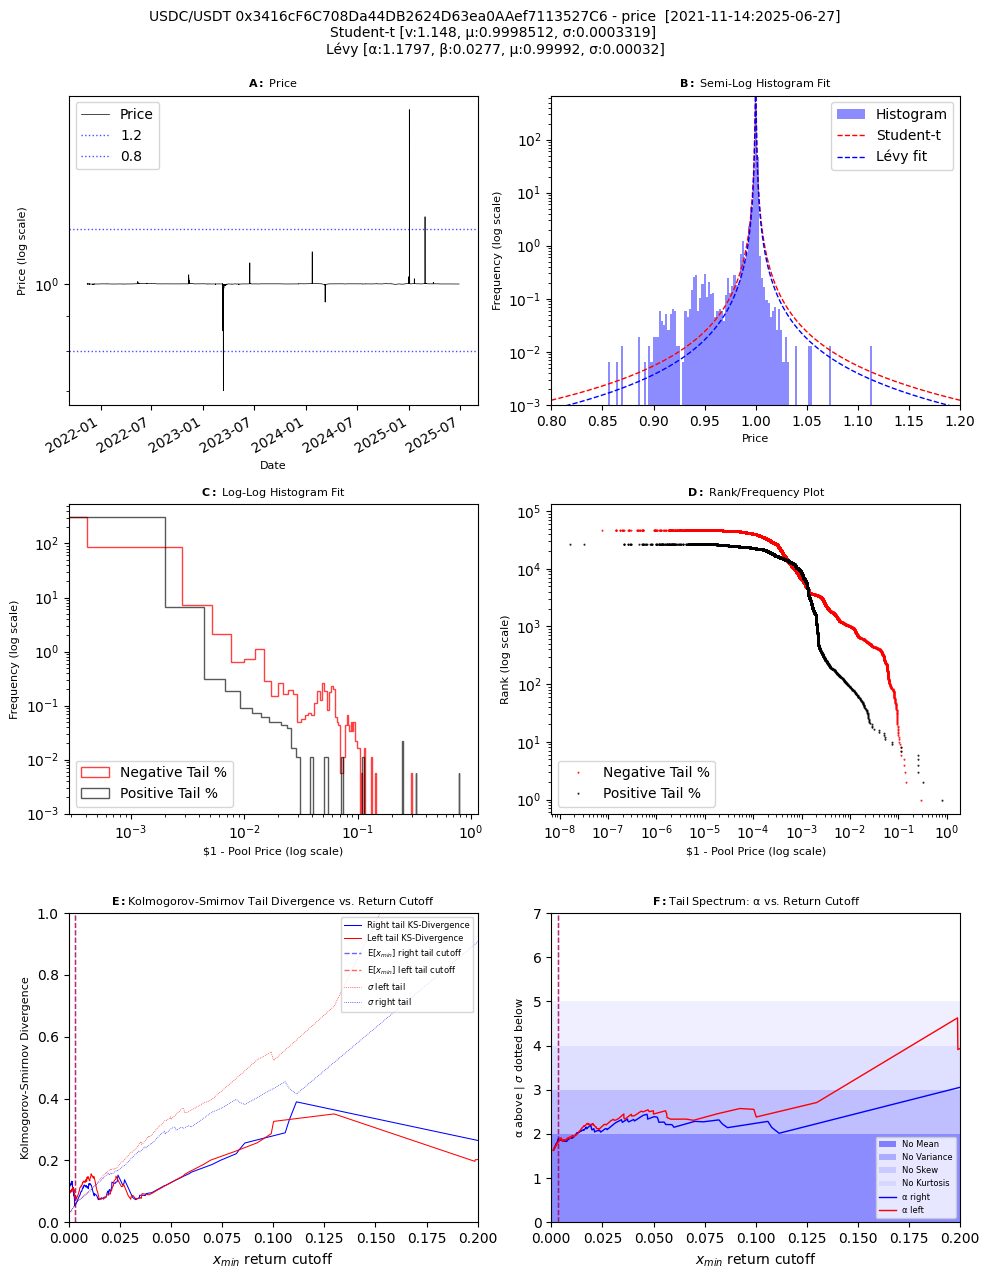 USDC/USDT 0x3416cF6C708Da44DB2624D63ea0AAef7113527C6 - price [2021-11-14:2025-06-27]
Student-t [ν:1.148, μ:0.9998512, σ:0.0003319]
Lévy [α:1.1797, β:0.0277, μ:0.99992, σ:0.00032]
A: Price
Price
1.2
0.8
Price (log scale)
10⁰
2022-01
2022-07
2023-01
2023-07
2024-01
2024-07
2025-01
2025-07
Date
B: Semi-Log Histogram Fit
Histogram
Student-t
Lévy fit
Frequency (log scale)
10²
10¹
10⁰
10⁻¹
10⁻²
10⁻³
0.80 0.85 0.90 0.95 1.00 1.05 1.10 1.15 1.20
Price
C: Log-Log Histogram Fit
Frequency (log scale)
10²
10¹
10⁰
10⁻¹
10⁻²
10⁻³
Negative Tail %
Positive Tail %
10⁻³ 10⁻² 10⁻¹ 10⁰
$1 - Pool Price (log scale)
D: Rank/Frequency Plot
Rank (log scale)
10⁵
10⁴
10³
10²
10¹
10⁰
Negative Tail %
Positive Tail %
10⁻⁸ 10⁻⁷ 10⁻⁶ 10⁻⁵ 10⁻⁴ 10⁻³ 10⁻² 10⁻¹ 10⁰
$1 - Pool Price (log scale)
E: Kolmogorov-Smirnov Tail Divergence vs. Return Cutoff
Kolmogorov-Smirnov Divergence
1.0
0.8
0.6
0.4
0.2
0.0
Right tail KS-Divergence
Left tail KS-Divergence
E[xₘᵢₙ] right tail cutoff
E[xₘᵢₙ] left tail cutoff
σ left tail
σ right tail
0.000 0.025 0.050 0.075 0.100 0.125 0.150 0.175 0.200
xₘᵢₙ return cutoff
F: Tail Spectrum: α vs. Return Cutoff
α above | σ dotted below
7
6
5
4
3
2
1
0
No Mean
No Variance
No Skew
No Kurtosis
α right
α left
0.000 0.025 0.050 0.075 0.100 0.125 0.150 0.175 0.200
xₘᵢₙ return cutoff